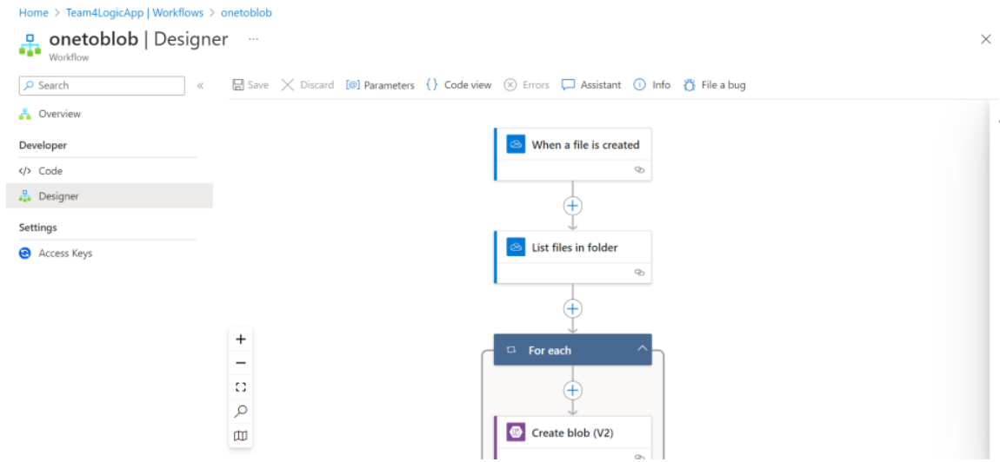 Home > Team4LogicApp | Workflows > onetoblob
onetoblob | Designer ...
Workflow
Search «
Save Discard Parameters Code view Errors Assistant Info File a bug
Overview
Developer
</> Code
Designer
Settings
Access Keys
When a file is created
List files in folder
For each
Create blob (V2)